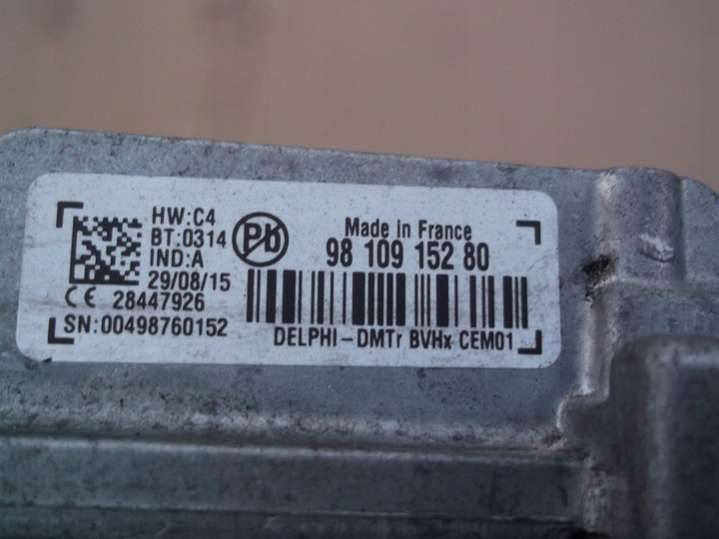 HW:C4
BT:0314
IND:A
29/08/15
CE 28447926
SN:00498760152
Pb
Made in France
98 109 152 80
DELPHI-DMTr BVHx CEM01